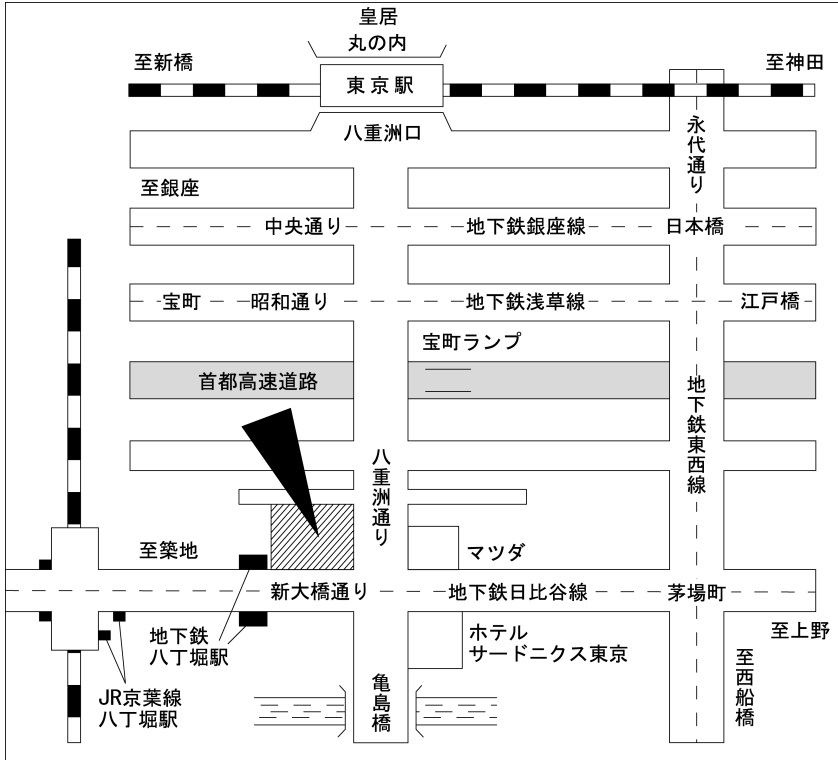 皇居
丸の内
至新橋
東京駅
至神田
八重洲口
永代通り
至銀座
中央通り
地下鉄銀座線
日本橋
宝町
昭和通り
地下鉄浅草線
江戸橋
宝町ランプ
首都高速道路
地下鉄東西線
八重洲通り
至築地
マツダ
新大橋通り
地下鉄日比谷線
茅場町
至上野
地下鉄
八丁堀駅
ホテル
サードニクス東京
至西船橋
JR京葉線
八丁堀駅
亀島橋